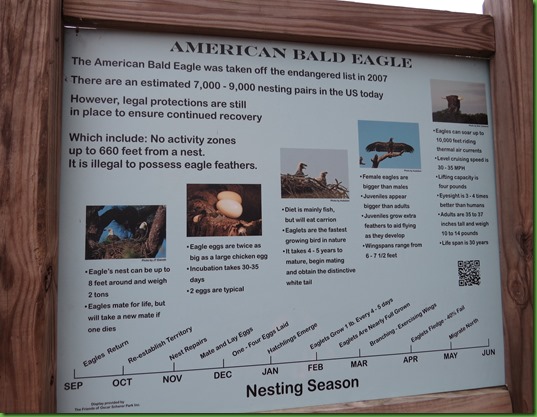 AMERICAN BALD EAGLE
The American Bald Eagle was taken off the endangered list in 2007
There are an estimated 7,000 - 9,000 nesting pairs in the US today
However, legal protections are still
in place to ensure continued recovery
Which include: No activity zones
up to 660 feet from a nest.
It is illegal to possess eagle feathers.
• Eagle's nest can be up to
8 feet around and weigh
2 tons
• Eagles mate for life, but
will take a new mate if
one dies
• Eagle eggs are twice as
big as a large chicken egg
• Incubation takes 30-35
days
• 2 eggs are typical
• Diet is mainly fish,
but will eat carrion
• Eaglets are the fastest
growing bird in nature
• It takes 4 - 5 years to
mature, begin mating
and obtain the distinctive
white tail
• Female eagles are
bigger than males
• Juveniles appear
bigger than adults
• Juveniles grow extra
feathers to aid flying
as they develop
• Wingspans range from
6 - 7 1/2 feet
• Eagles can soar up to
10,000 feet riding
thermal air currents
• Level cruising speed is
30 - 35 MPH
• Lifting capacity is
four pounds
• Eyesight is 3 - 4 times
better than humans
• Adults are 35 to 37
inches tall and weigh
10 to 14 pounds
• Life span is 30 years
Eagles Return
Re-establish Territory
Nest Repairs
Mate and Lay Eggs
One - Four Eggs Laid
Hatchlings Emerge
Eaglets Grow 1 lb. Every 4 - 5 days
Eaglets Are Nearly Full Grown
Branching - Exercising Wings
Eaglets Fledge - 40% Fail
Migrate North
SEP OCT NOV DEC JAN FEB MAR APR MAY JUN
Nesting Season
Display provided by
The Friends of Oscar Scherer Park Inc.